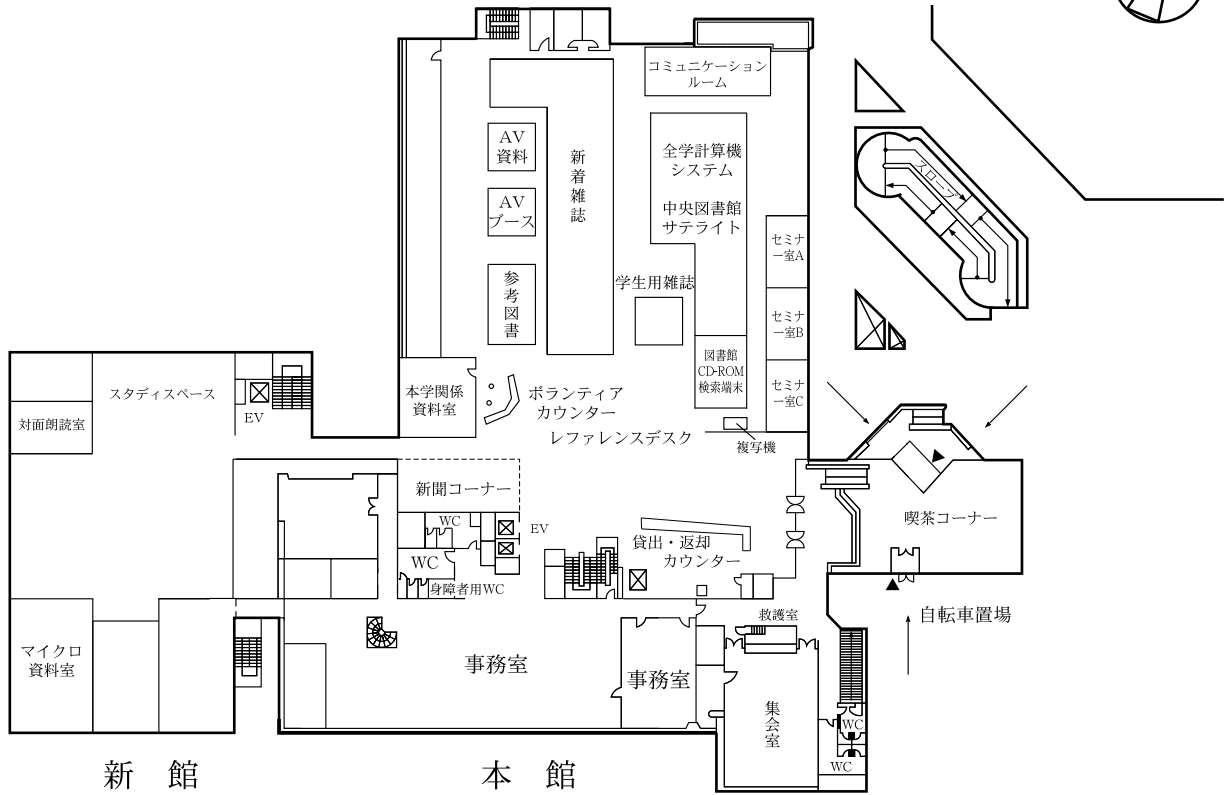 コミュニケーション
ルーム
AV
資料
AV
ブース
参考図書
新着雑誌
全学計算機
システム
中央図書館
サテライト
学生用雑誌
セミナ
ー室A
セミナ
ー室B
セミナ
ー室C
図書館
CD-ROM
検索端末
複写機
スロープ
スタディスペース
対面朗読室
EV
本学関係
資料室
ボランティア
カウンター
レファレンスデスク
新聞コーナー
WC
WC
身障者用WC
EV
貸出・返却
カウンター
喫茶コーナー
自転車置場
救護室
マイクロ
資料室
事務室
事務室
集会室
WC
WC
新館
本館